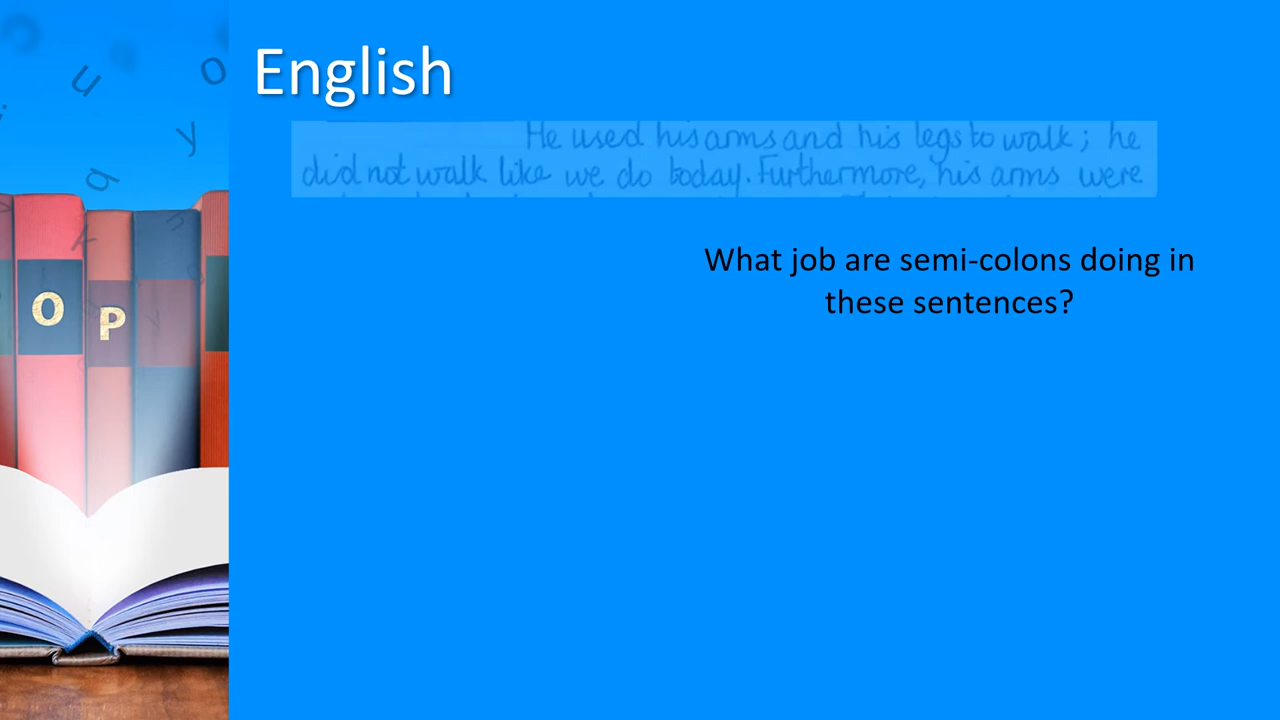 English
He used his arms and his legs to walk; he
did not walk like we do today. Furthermore, his arms were
What job are semi-colons doing in
these sentences?
O
P